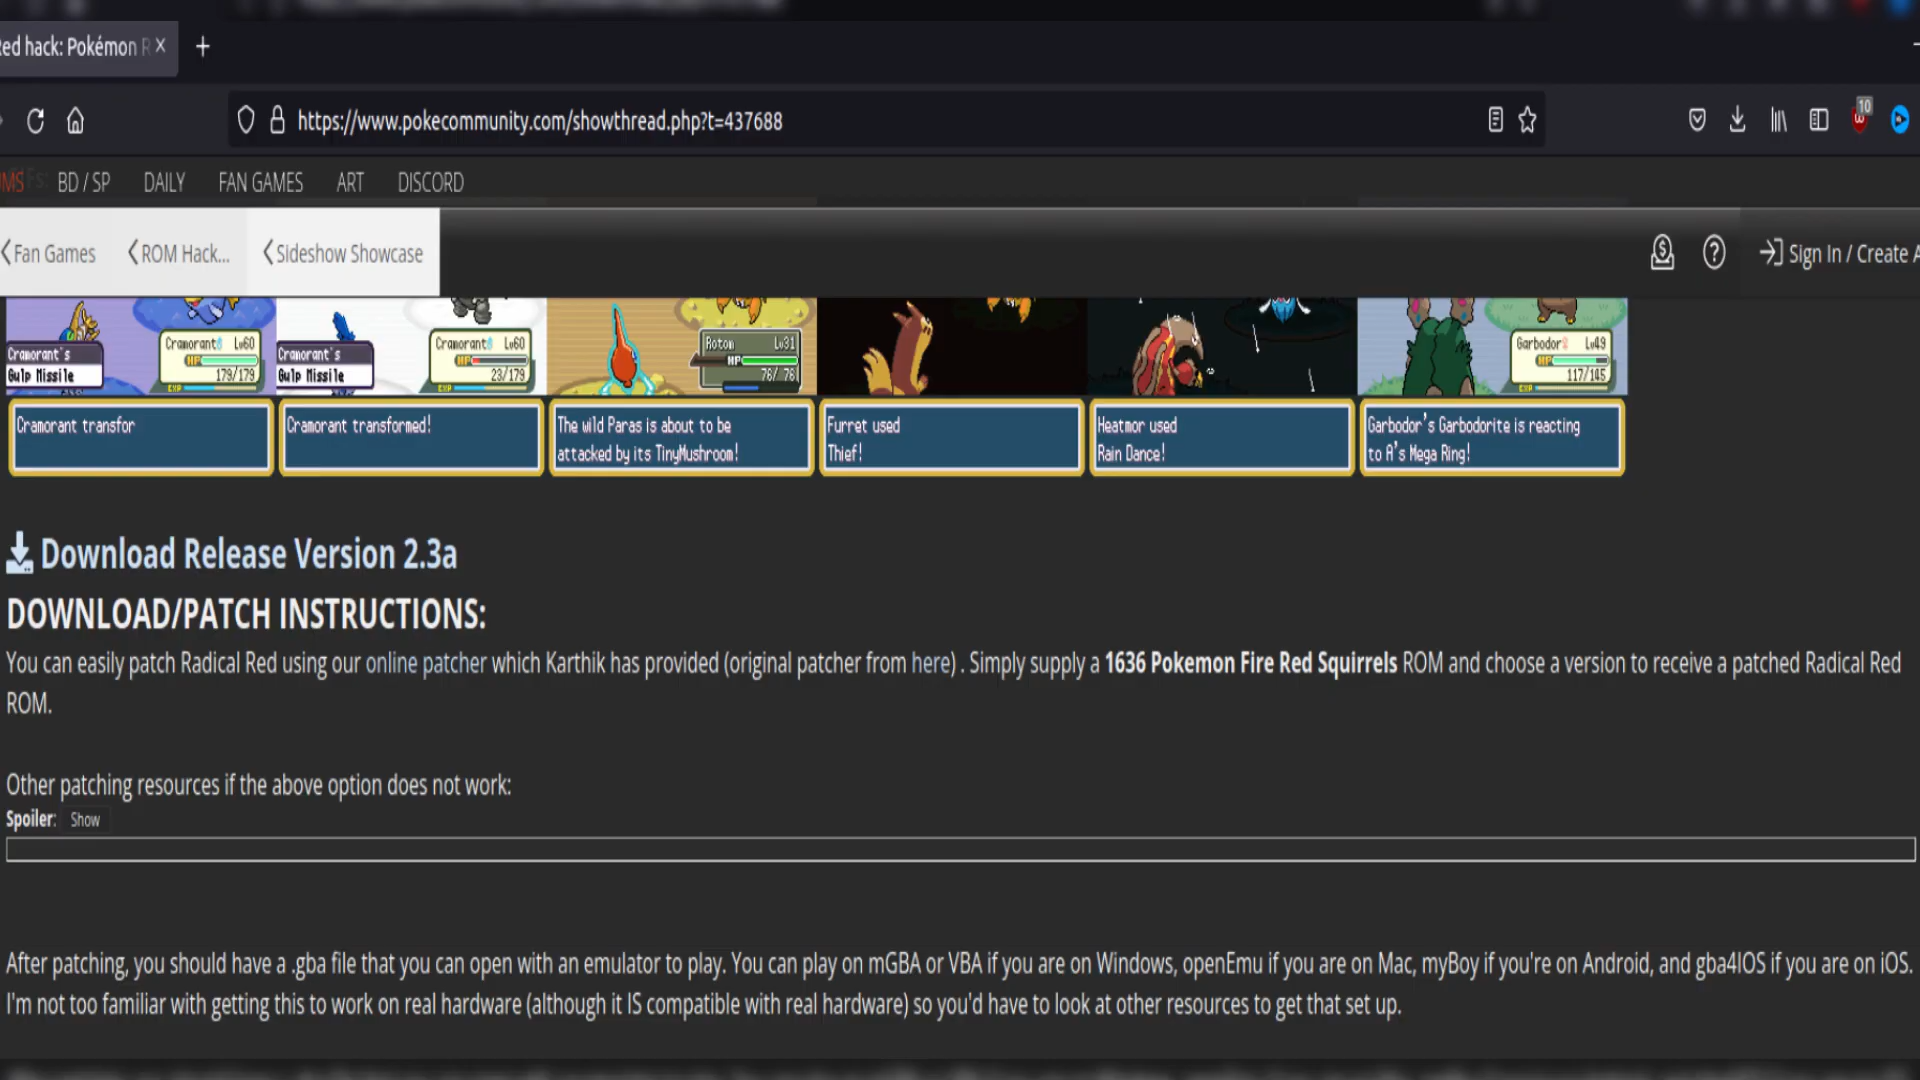 Red hack: Pokémon R
https://www.pokecommunity.com/showthread.php?t=437688
10
BD / SP DAILY FAN GAMES ART DISCORD
Fan Games ROM Hack... Sideshow Showcase Sign In / Create A
Cramorant's
Gulp Missile
Cramorant Lv60
HP
179/179
EXP
Cramorant transfor
Cramorant's
Gulp Missile
Cramorant Lv60
HP
23/179
EXP
Cramorant transformed!
Rotom Lv31
HP
76/ 76
The wild Paras is about to be
attacked by its TinyMushroom!
Furret used
Thief!
Heatmor used
Rain Dance!
Garbodor Lv49
HP
117/145
EXP
Garbodor's Garbodorite is reacting
to A's Mega Ring!
Download Release Version 2.3a
DOWNLOAD/PATCH INSTRUCTIONS:
You can easily patch Radical Red using our online patcher which Karthik has provided (original patcher from here) . Simply supply a 1636 Pokemon Fire Red Squirrels ROM and choose a version to receive a patched Radical Red
ROM.
Other patching resources if the above option does not work:
Spoiler: Show
After patching, you should have a .gba file that you can open with an emulator to play. You can play on mGBA or VBA if you are on Windows, openEmu if you are on Mac, myBoy if you're on Android, and gba4IOS if you are on iOS.
I'm not too familiar with getting this to work on real hardware (although it IS compatible with real hardware) so you'd have to look at other resources to get that set up.